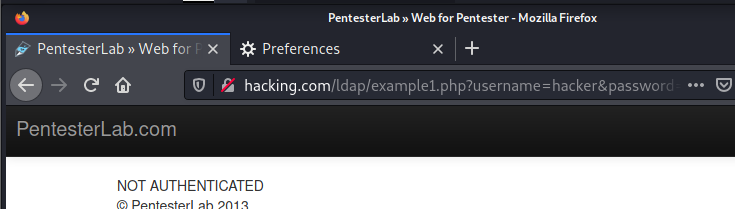 PentesterLab » Web for Pentester - Mozilla Firefox
PentesterLab » Web for P
Preferences
hacking.com/ldap/example1.php?username=hacker&password
PentesterLab.com
NOT AUTHENTICATED
© PentesterLab 2013